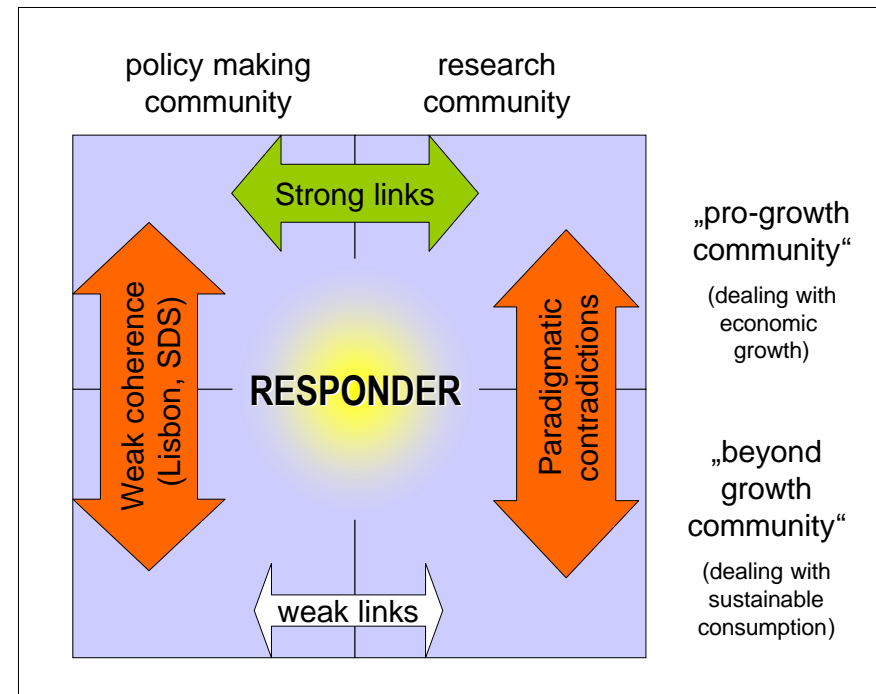 policy making
community
research
community
Strong links
„pro-growth
community“
(dealing with
economic
growth)
Weak coherence
(Lisbon, SDS)
RESPONDER
Paradigmatic
contradictions
„beyond
growth
community“
(dealing with
sustainable
consumption)
weak links